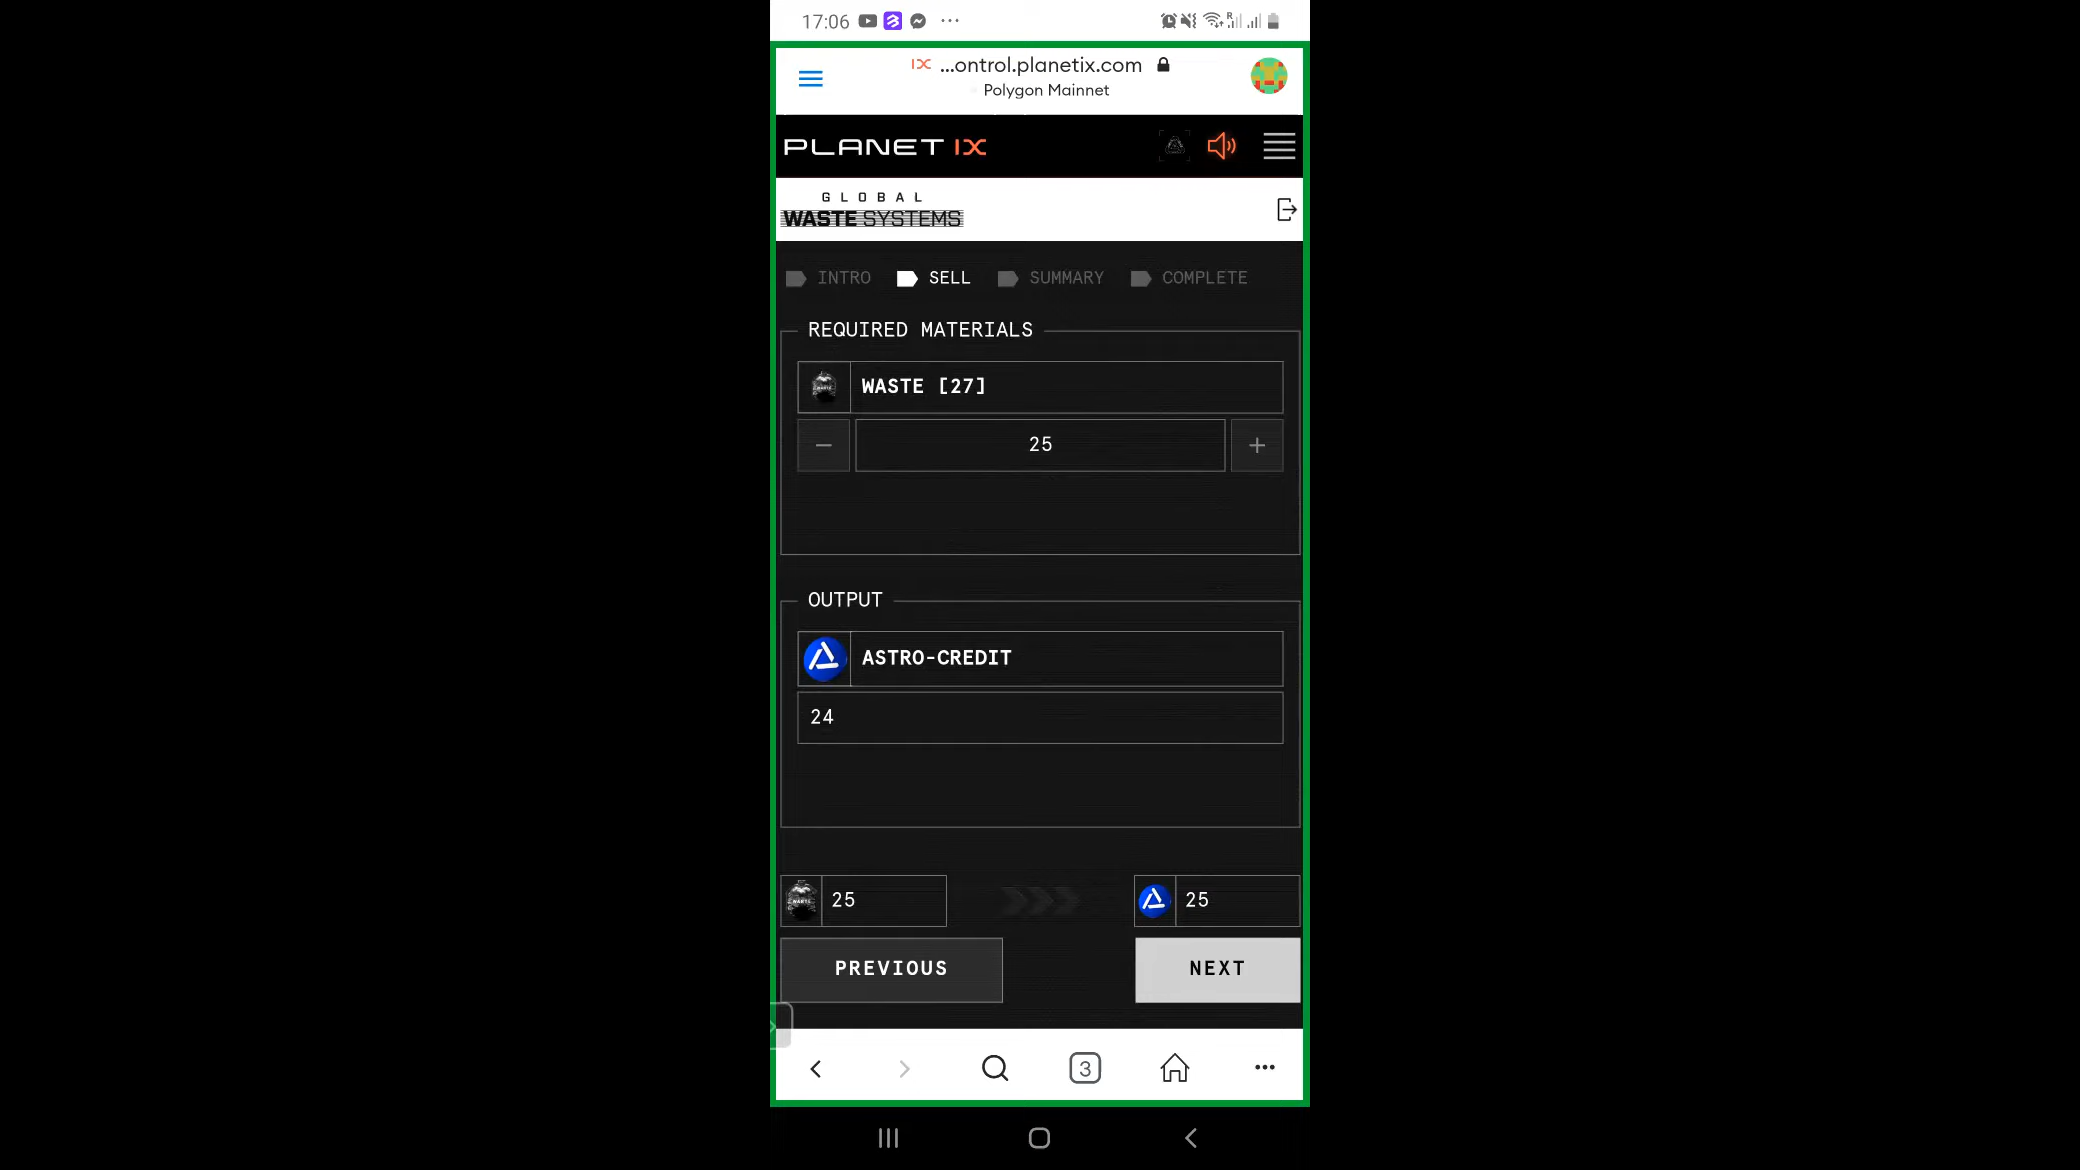 17:06
IX ...ontrol.planetix.com
Polygon Mainnet
PLANET IX
GLOBAL
WASTE SYSTEMS
INTRO SELL SUMMARY COMPLETE
REQUIRED MATERIALS
WASTE [27]
− 25 +
OUTPUT
ASTRO-CREDIT
24
25 25
PREVIOUS NEXT
3